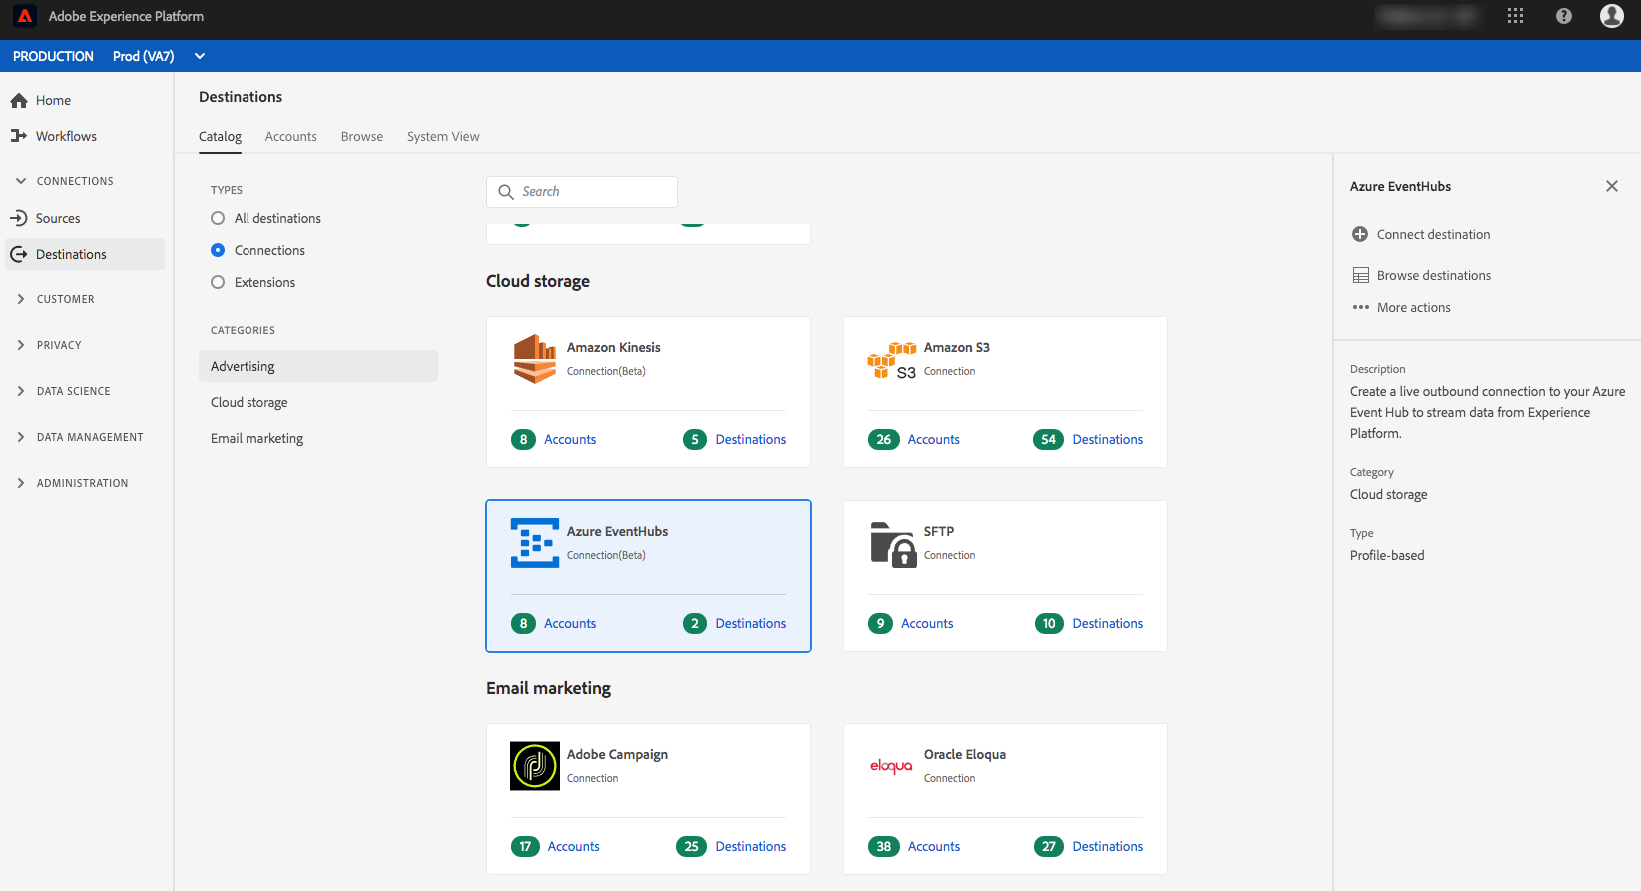 Adobe Experience Platform
PRODUCTION Prod (VA7)
Home
Workflows
CONNECTIONS
Sources
Destinations
CUSTOMER
PRIVACY
DATA SCIENCE
DATA MANAGEMENT
ADMINISTRATION
Destinations
Catalog Accounts Browse System View
TYPES
All destinations
Connections
Extensions
CATEGORIES
Advertising
Cloud storage
Email marketing
Search
Cloud storage
Amazon Kinesis
Connection(Beta)
8 Accounts 5 Destinations
Amazon S3
S3 Connection
26 Accounts 54 Destinations
Azure EventHubs
Connection(Beta)
8 Accounts 2 Destinations
SFTP
Connection
9 Accounts 10 Destinations
Email marketing
Adobe Campaign
Connection
17 Accounts 25 Destinations
eloqua
Oracle Eloqua
Connection
38 Accounts 27 Destinations
Azure EventHubs
Connect destination
Browse destinations
More actions
Description
Create a live outbound connection to your Azure
Event Hub to stream data from Experience
Platform.
Category
Cloud storage
Type
Profile-based